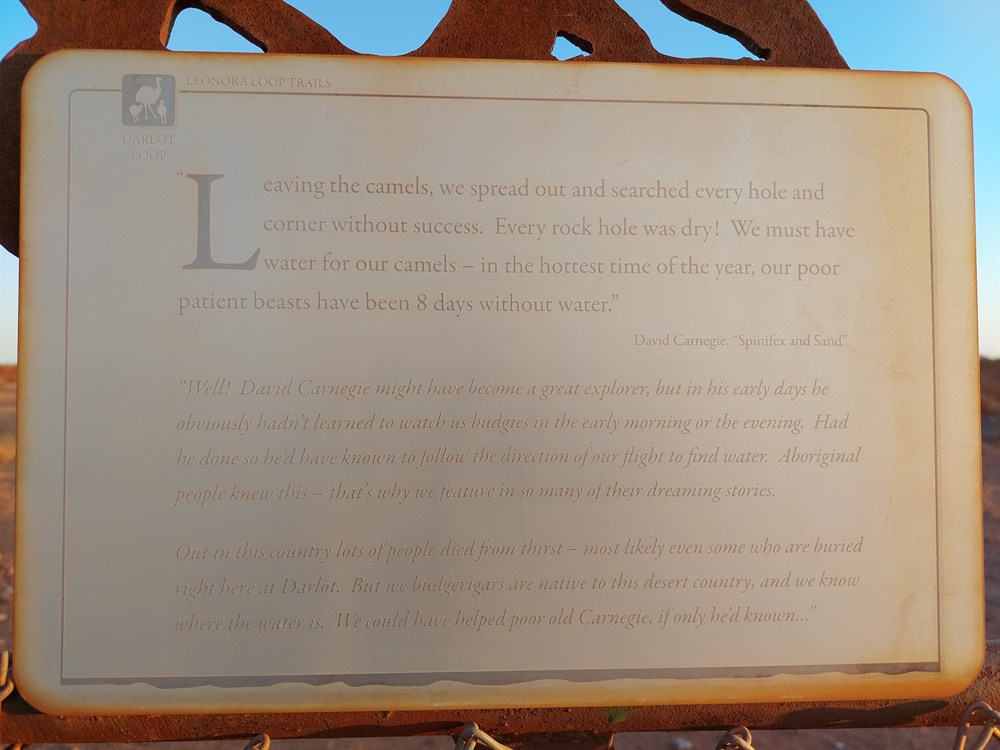 LEONORA LOOP TRAILS
DARLOT
LOOP
“Leaving the camels, we spread out and searched every hole and
corner without success. Every rock hole was dry! We must have
water for our camels – in the hottest time of the year, our poor
patient beasts have been 8 days without water.”
David Carnegie, “Spinifex and Sand”
“Well! David Carnegie might have become a great explorer, but in his early days he
obviously hadn’t learned to watch us budgies in the early morning or the evening. Had
he done so he’d have known to follow the direction of our flight to find water. Aboriginal
people knew this – that’s why we feature in so many of their dreaming stories.
Out in this country lots of people died from thirst – most likely even some who are buried
right here at Darlot. But we budgerigars are native to this desert country, and we know
where the water is. We could have helped poor old Carnegie, if only he’d known...”